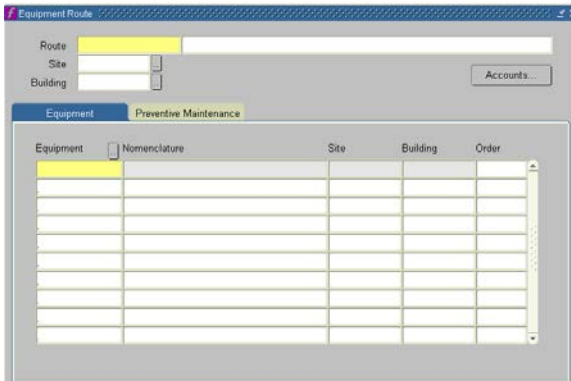 Equipment Route
Route
Site
Building
Accounts...
Equipment
Preventive Maintenance
Equipment Nomenclature Site Building Order